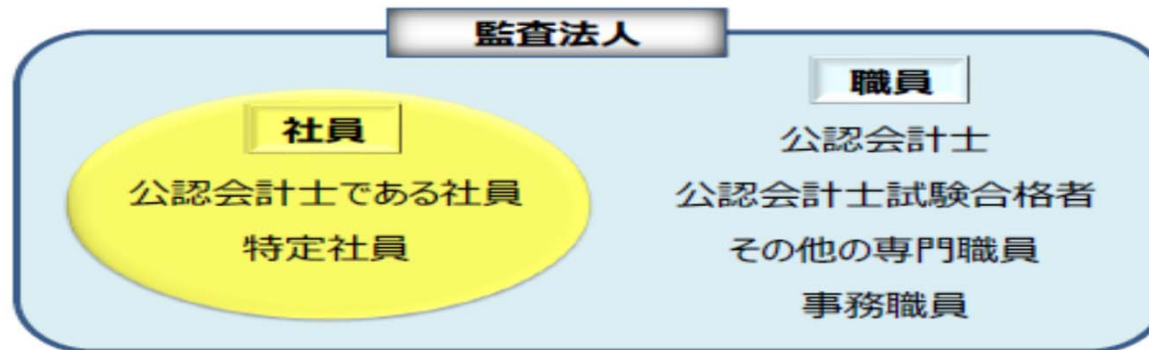 監査法人
社員
公認会計士である社員
特定社員
職員
公認会計士
公認会計士試験合格者
その他の専門職員
事務職員